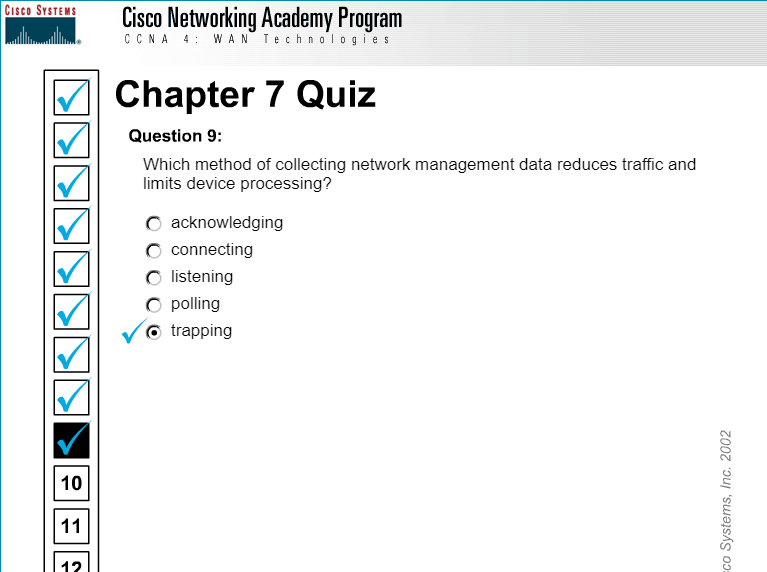 CISCO SYSTEMS
Cisco Networking Academy Program
CCNA 4: WAN Technologies
Chapter 7 Quiz
Question 9:
Which method of collecting network management data reduces traffic and
limits device processing?
acknowledging
connecting
listening
polling
trapping
10
11
12
Systems, Inc. 2002